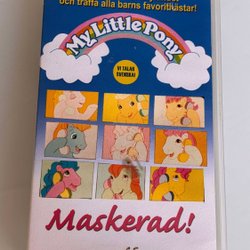 och träffa alla barns favorithästar!
My Little Pony
VI TALAR
SVENSKA!
Maskerad!